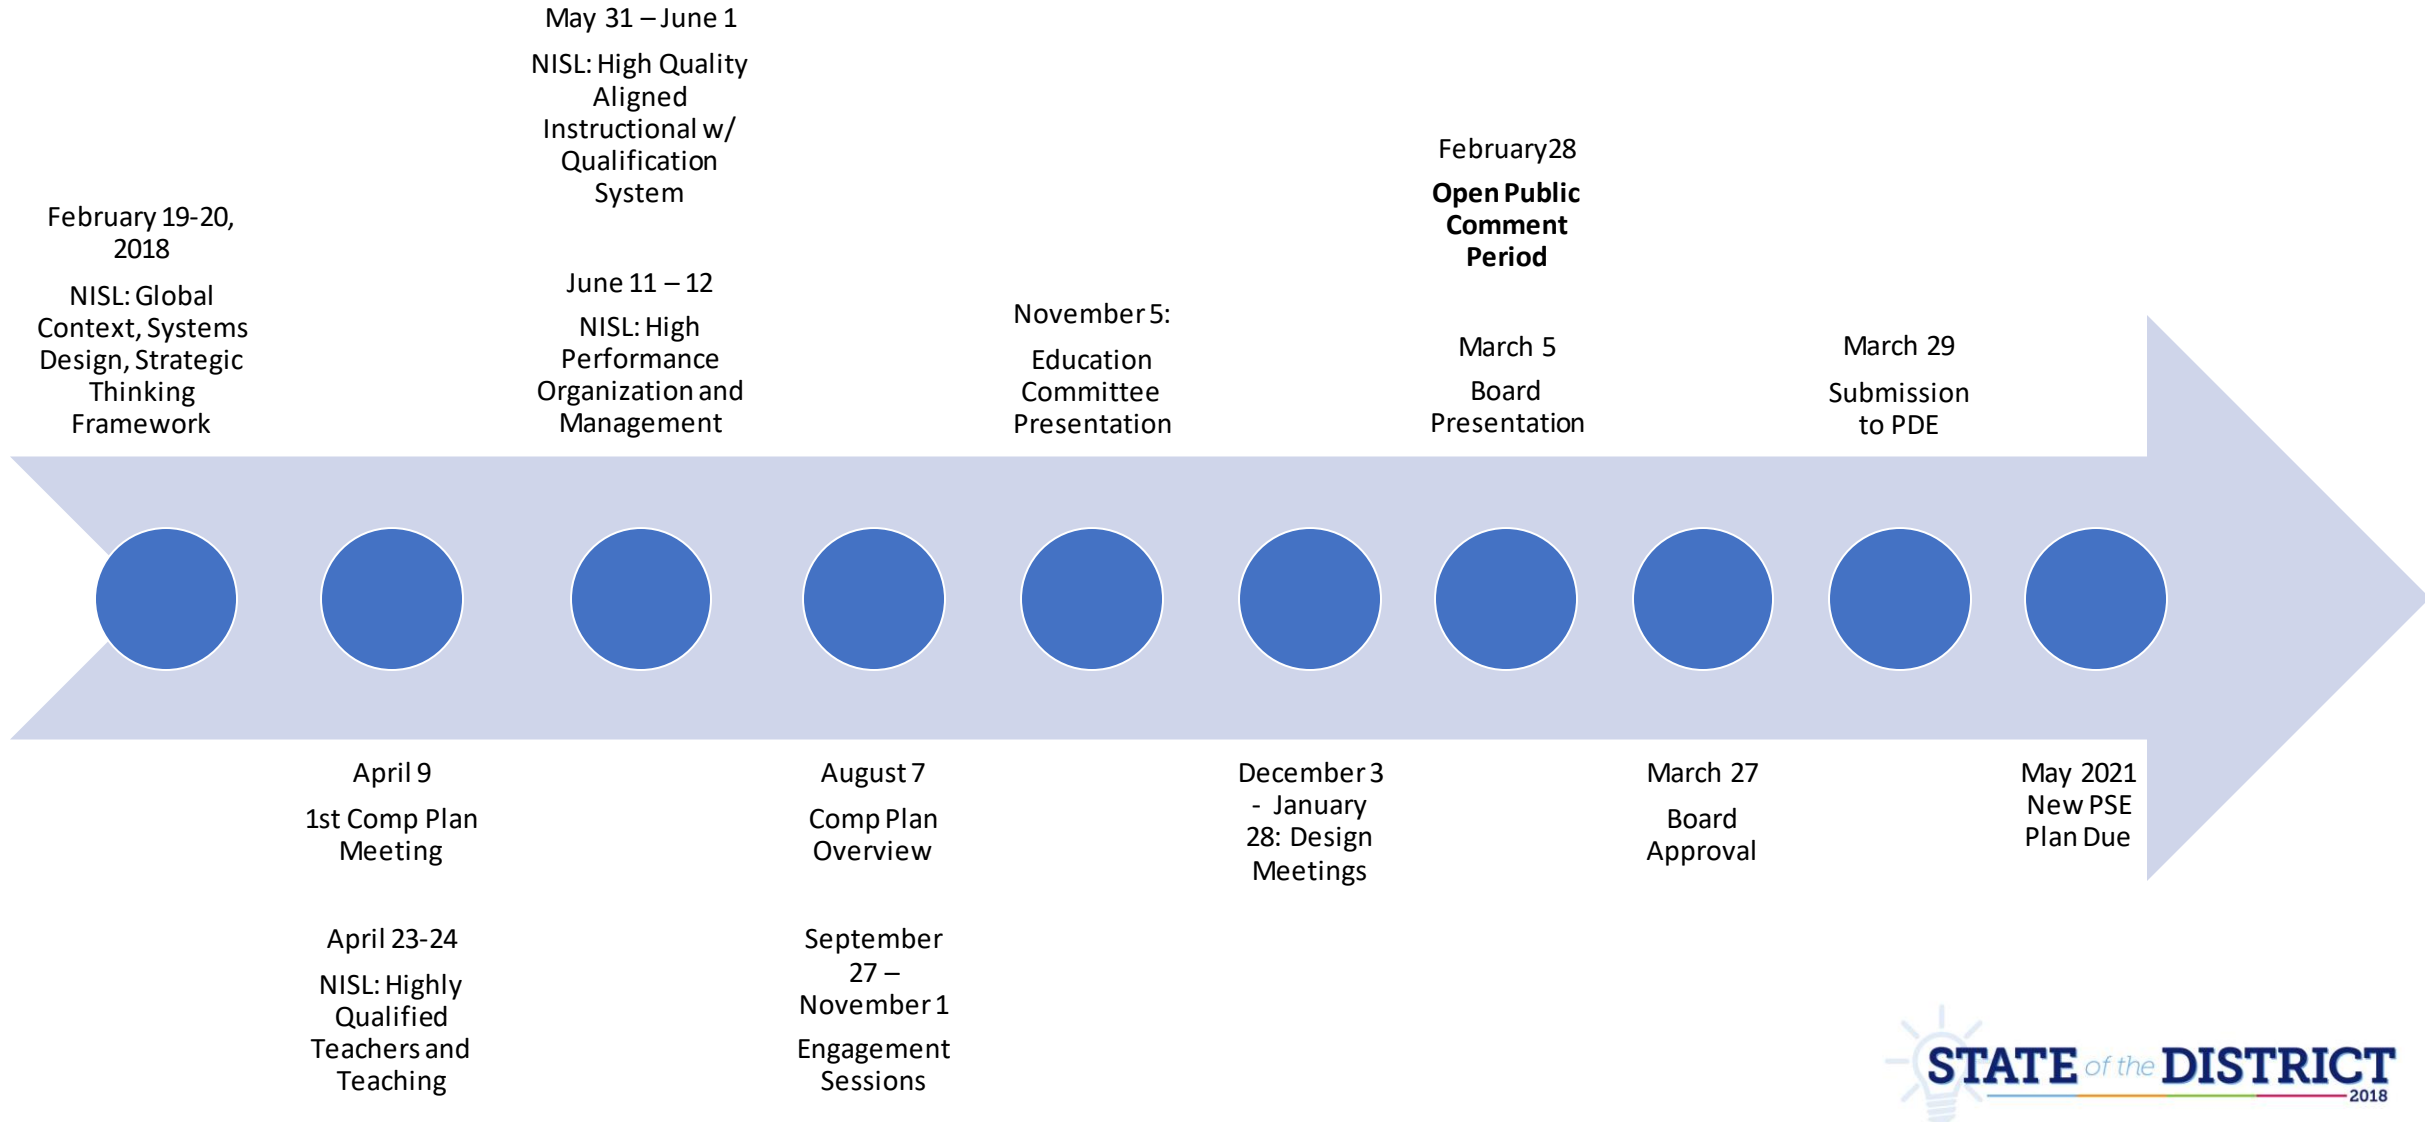 February 19-20,
2018
NISL: Global
Context, Systems
Design, Strategic
Thinking
Framework
April 9
1st Comp Plan
Meeting
April 23-24
NISL: Highly
Qualified
Teachers and
Teaching
May 31 – June 1
NISL: High Quality
Aligned
Instructional w/
Qualification
System
June 11 – 12
NISL: High
Performance
Organization and
Management
August 7
Comp Plan
Overview
September
27 –
November 1
Engagement
Sessions
November 5:
Education
Committee
Presentation
December 3
- January
28: Design
Meetings
February28
Open Public
Comment
Period
March 5
Board
Presentation
March 27
Board
Approval
March 29
Submission
to PDE
May 2021
New PSE
Plan Due
STATE of the DISTRICT
2018